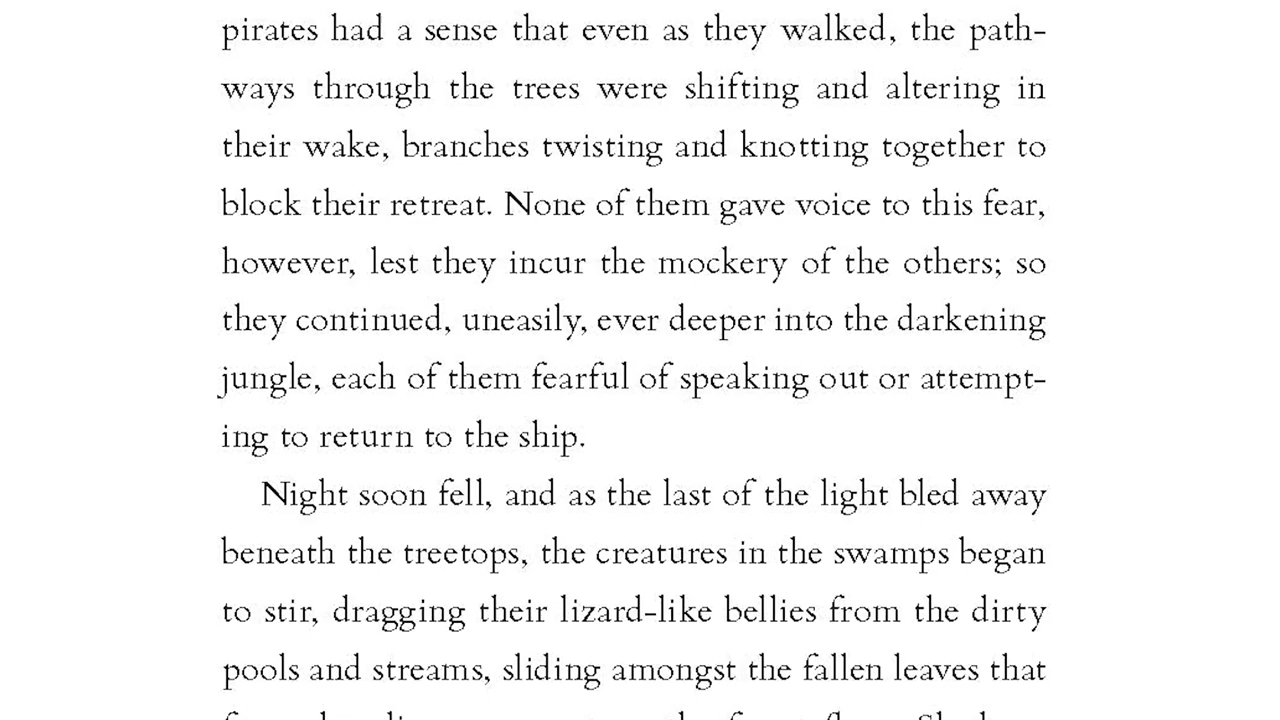 pirates had a sense that even as they walked, the path-
ways through the trees were shifting and altering in
their wake, branches twisting and knotting together to
block their retreat. None of them gave voice to this fear,
however, lest they incur the mockery of the others; so
they continued, uneasily, ever deeper into the darkening
jungle, each of them fearful of speaking out or attempt-
ing to return to the ship.
Night soon fell, and as the last of the light bled away
beneath the treetops, the creatures in the swamps began
to stir, dragging their lizard-like bellies from the dirty
pools and streams, sliding amongst the fallen leaves that